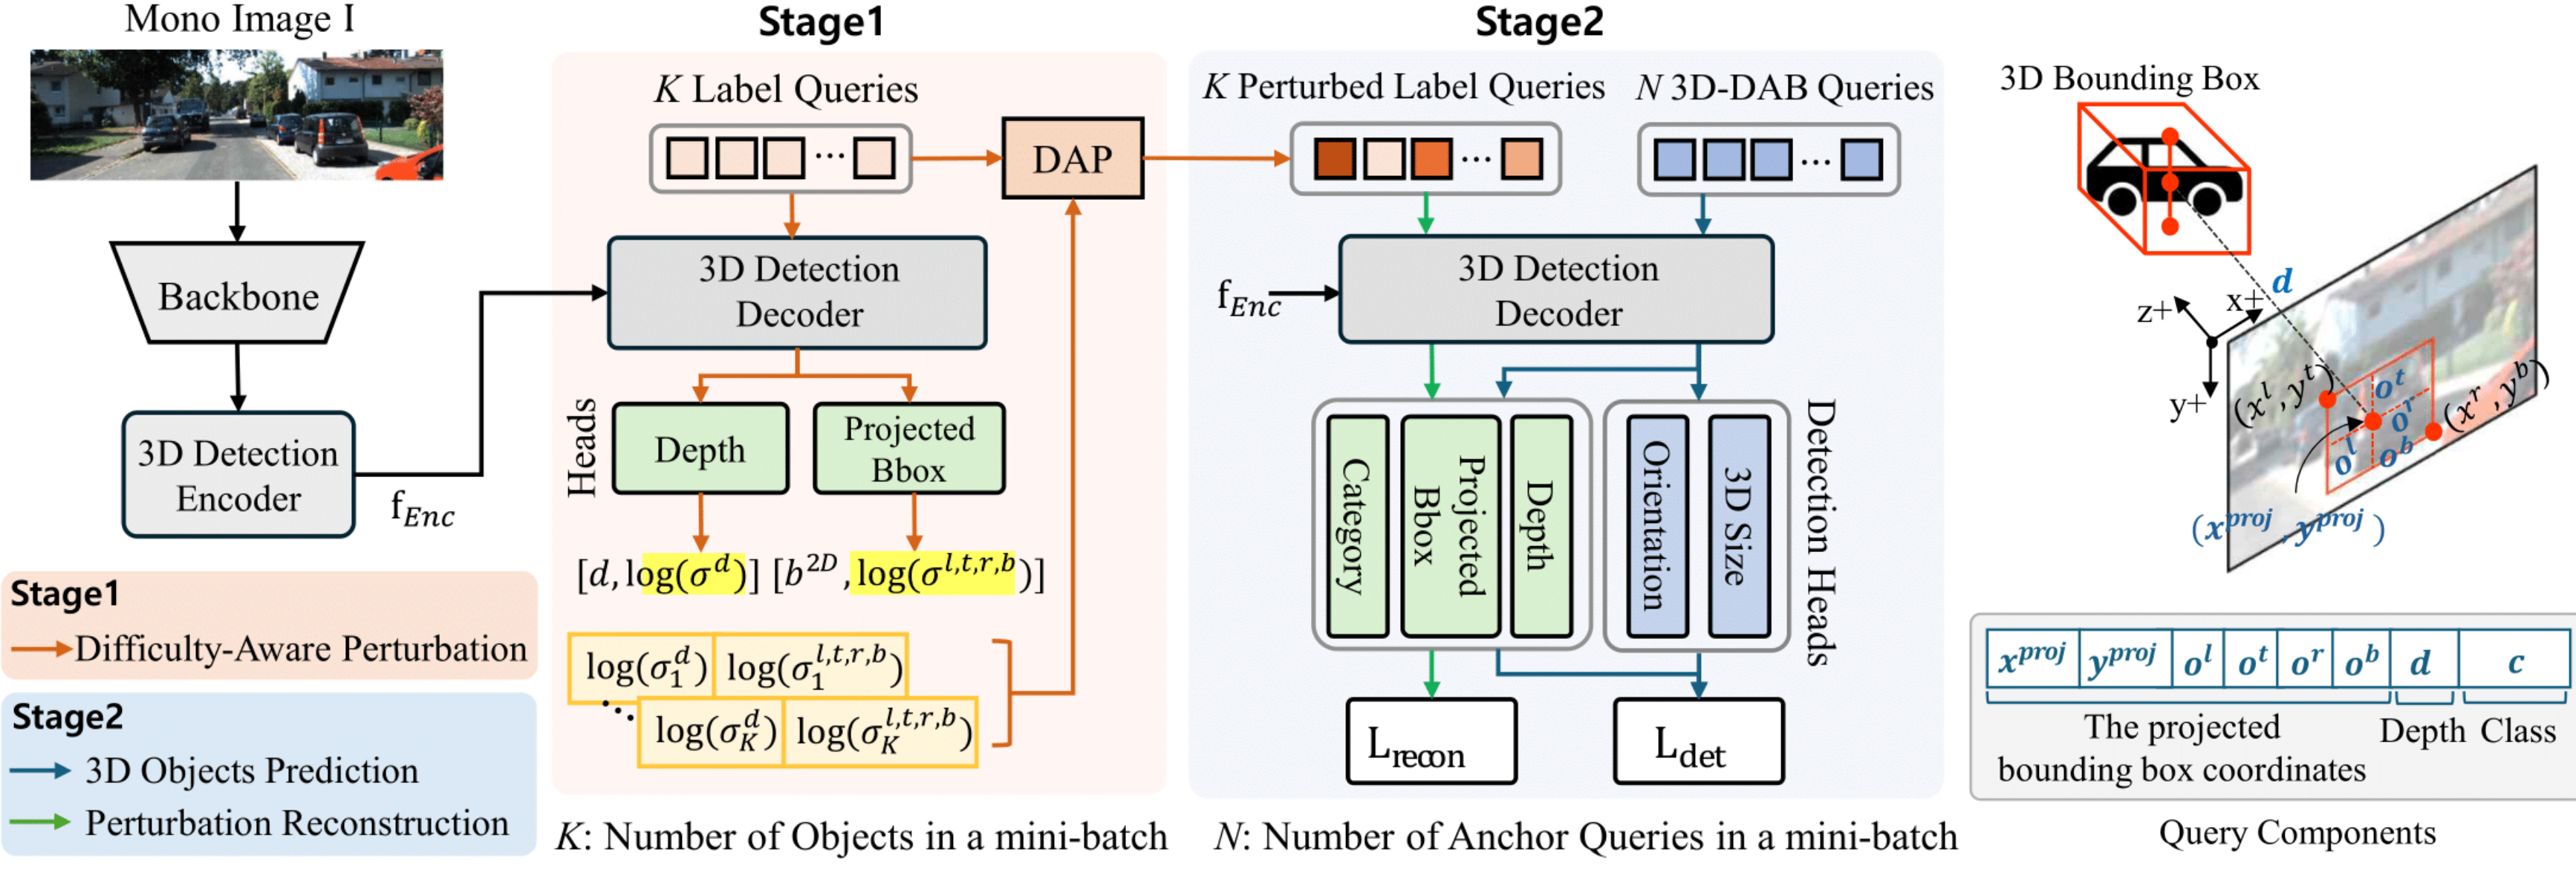 Mono Image I
Backbone
3D Detection
Encoder
f_Enc
Stage1
Difficulty-Aware Perturbation
Stage2
3D Objects Prediction
Perturbation Reconstruction
Stage1
K Label Queries
...
DAP
3D Detection
Decoder
Heads
Depth
Projected
Bbox
[d, log(σ^d)] [b^2D, log(σ^l,t,r,b)]
log(σ_1^d) log(σ_1^l,t,r,b)
...
log(σ_K^d) log(σ_K^l,t,r,b)
K: Number of Objects in a mini-batch
Stage2
K Perturbed Label Queries
N 3D-DAB Queries
...
...
f_Enc
3D Detection
Decoder
Category
Projected
Bbox
Depth
Orientation
3D Size
Detection Heads
L_recon
L_det
N: Number of Anchor Queries in a mini-batch
3D Bounding Box
d
z+
x+
y+
(x^l, y^t)
o^t
o^r
o^l
o^b
(x^r, y^b)
(x^proj, y^proj)
x^proj y^proj o^l o^t o^r o^b d c
The projected
bounding box coordinates
Depth
Class
Query Components